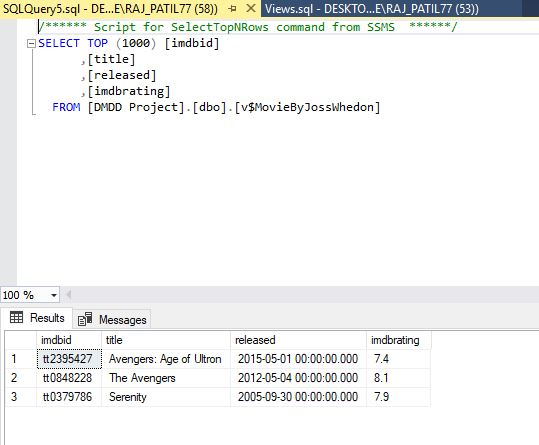 SQLQuery5.sql - DE...E\RAJ_PATIL77 (58)) Views.sql - DESKTO...E\RAJ_PATIL77 (53))
/****** Script for SelectTopNRows command from SSMS ******/
SELECT TOP (1000) [imdbid]
,[title]
,[released]
,[imdbrating]
FROM [DMDD Project].[dbo].[v$MovieByJossWhedon]
100 %
Results Messages
imdbid title released imdbrating
1 tt2395427 Avengers: Age of Ultron 2015-05-01 00:00:00.000 7.4
2 tt0848228 The Avengers 2012-05-04 00:00:00.000 8.1
3 tt0379786 Serenity 2005-09-30 00:00:00.000 7.9